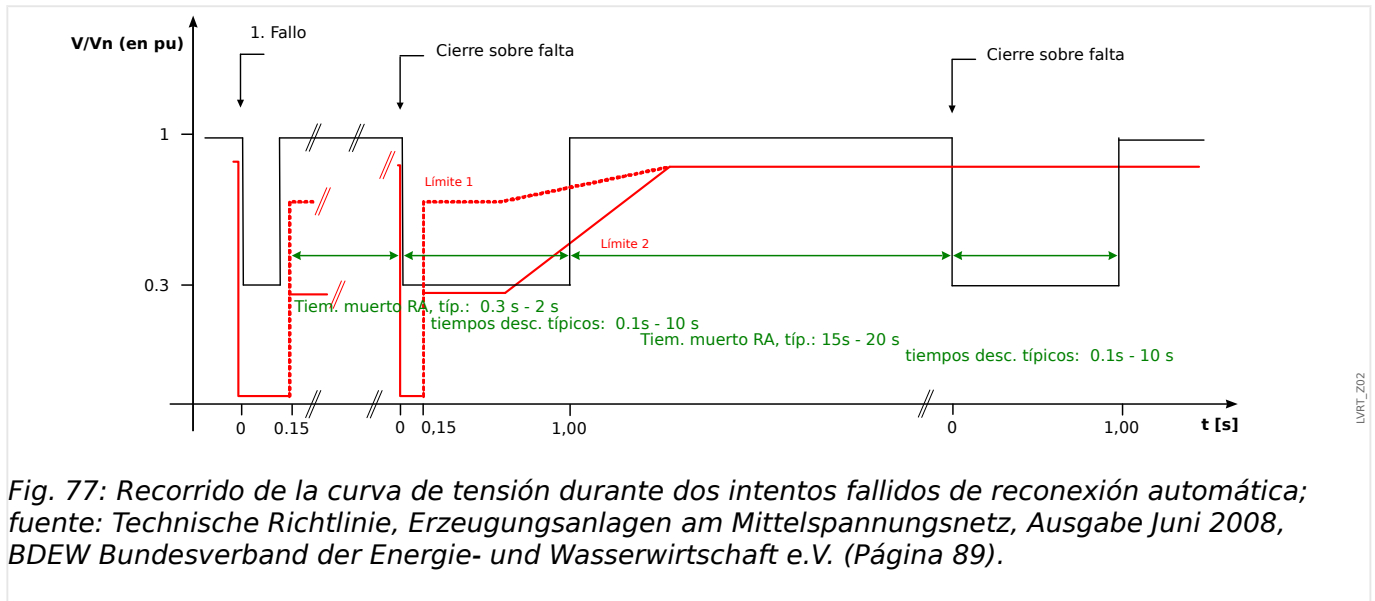 1. Fallo
V/Vn (en pu)
Cierre sobre falta
Cierre sobre falta
1
Límite 1
Límite 2
0.3
Tiem. muerto RA, típ.: 0.3 s - 2 s
tiempos desc. típicos: 0.1s - 10 s
Tiem. muerto RA, típ.: 15s - 20 s
tiempos desc. típicos: 0.1s - 10 s
0 0.15 0 0,15 1,00 0 1,00 t [s]
LVRT_Z02
Fig. 77: Recorrido de la curva de tensión durante dos intentos fallidos de reconexión automática;
fuente: Technische Richtlinie, Erzeugungsanlagen am Mittelspannungsnetz, Ausgabe Juni 2008,
BDEW Bundesverband der Energie- und Wasserwirtschaft e.V. (Página 89).